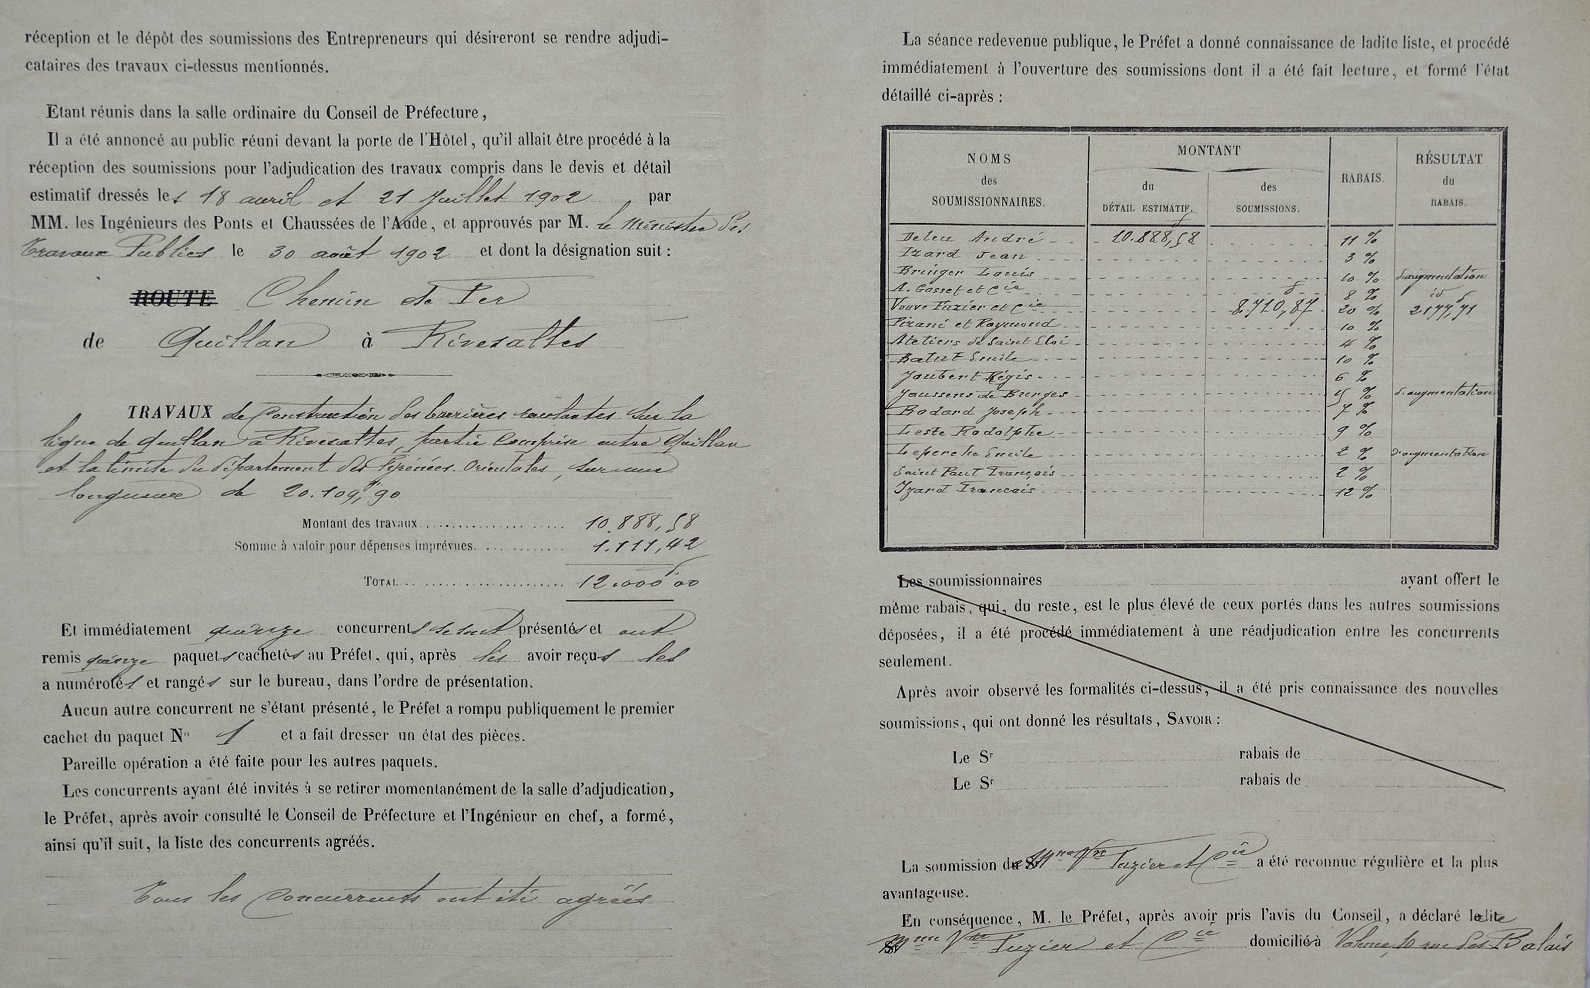 réception et le dépôt des soumissions des Entrepreneurs qui désireront se rendre adjudi-
cataires des travaux ci-dessus mentionnés.
Etant réunis dans la salle ordinaire du Conseil de Préfecture,
Il a été annoncé au public réuni devant la porte de l'Hôtel, qu'il allait être procédé à la
réception des soumissions pour l'adjudication des travaux compris dans le devis et détail
estimatif dressés les 18 avril et 21 Juillet 1902 par
MM. les Ingénieurs des Ponts et Chaussées de l'Aude, et approuvés par M. le Ministre des
Travaux Publics le 30 août 1902 et dont la désignation suit :
ROUTE Chemin de Fer
de Quillan à Rivesaltes
TRAVAUX de Construction des barrières roulantes sur la
ligne de Quillan à Rivesaltes, partie comprise entre Quillan
et la limite du département des Pyrénées-Orientales, sur une
longueur de 20.109,90
Montant des travaux 10.888,58
Somme à valoir pour dépenses imprévues. 1.111,42
TOTAL 12.000 00
Et immédiatement quinze concurrents se sont présentés et ont
remis quinze paquets cachetés au Préfet, qui, après les avoir reçus les
a numérotés et rangés sur le bureau, dans l'ordre de présentation.
Aucun autre concurrent ne s'étant présenté, le Préfet a rompu publiquement le premier
cachet du paquet N° 1 et a fait dresser un état des pièces.
Pareille opération a été faite pour les autres paquets.
Les concurrents ayant été invités à se retirer momentanément de la salle d'adjudication,
le Préfet, après avoir consulté le Conseil de Préfecture et l'Ingénieur en chef, a formé,
ainsi qu'il suit, la liste des concurrents agréés.
Tous les concurrents ont été agréés
La séance redevenue publique, le Préfet a donné connaissance de ladite liste, et procédé
immédiatement à l'ouverture des soumissions dont il a été fait lecture, et formé l'état
détaillé ci-après :
NOMS des SOUMISSIONNAIRES.
MONTANT
du DÉTAIL ESTIMATIF.
des SOUMISSIONS.
RABAIS.
RÉSULTAT du RABAIS.
Deleu André 10.888,58 11 %
Izard Jean 3 %
Bringer Louis 10 % d'augmentation
A. Gasset et Cie 8 % id
Veuve Fuzier et Cie 8.710,87 20 % 2177,71
Pirani et Raymond 10 %
Ateliers de Saint Eloi 4 %
Batut Emile 10 %
Joubert Régis 6 %
Janssens de Burges % d'augmentation
Bodard Joseph 7 %
Leste Rodolphe 9 %
Leperche Emile 2 % d'augmentation
Saint Paul François 2 %
Izard Francois 12 %
Les soumissionnaires ayant offert le
même rabais, qui, du reste, est le plus élevé de ceux portés dans les autres soumissions
déposées, il a été procédé immédiatement à une réadjudication entre les concurrents
seulement.
Après avoir observé les formalités ci-dessus, il a été pris connaissance des nouvelles
soumissions, qui ont donné les résultats, SAVOIR :
Le Sr rabais de
Le Sr rabais de
La soumission de Mme Vve Fuzier et Cie a été reconnue régulière et la plus
avantageuse.
En conséquence, M. le Préfet, après avoir pris l'avis du Conseil, a déclaré ladite
Mme Vve Fuzier et Cie domiciliée à 10 rue des Balais